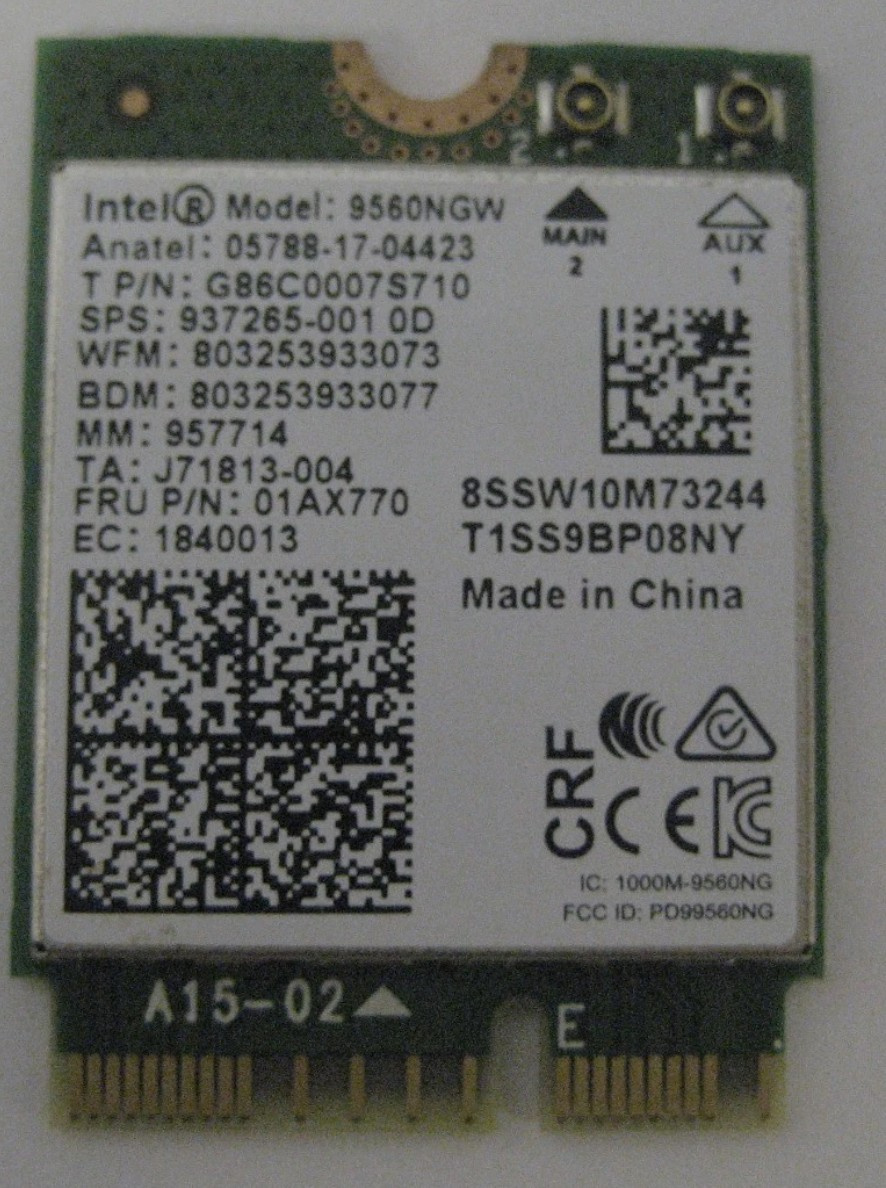 2
1
Intel® Model: 9560NGW
MAIN
2
AUX
1
Anatel: 05788-17-04423
T P/N: G86C0007S710
SPS: 937265-001 0D
WFM: 803253933073
BDM: 803253933077
MM: 957714
TA: J71813-004
FRU P/N: 01AX770
EC: 1840013
8SSW10M73244
T1SS9BP08NY
Made in China
CRF
CE
IC: 1000M-9560NG
FCC ID: PD99560NG
A15-02
E